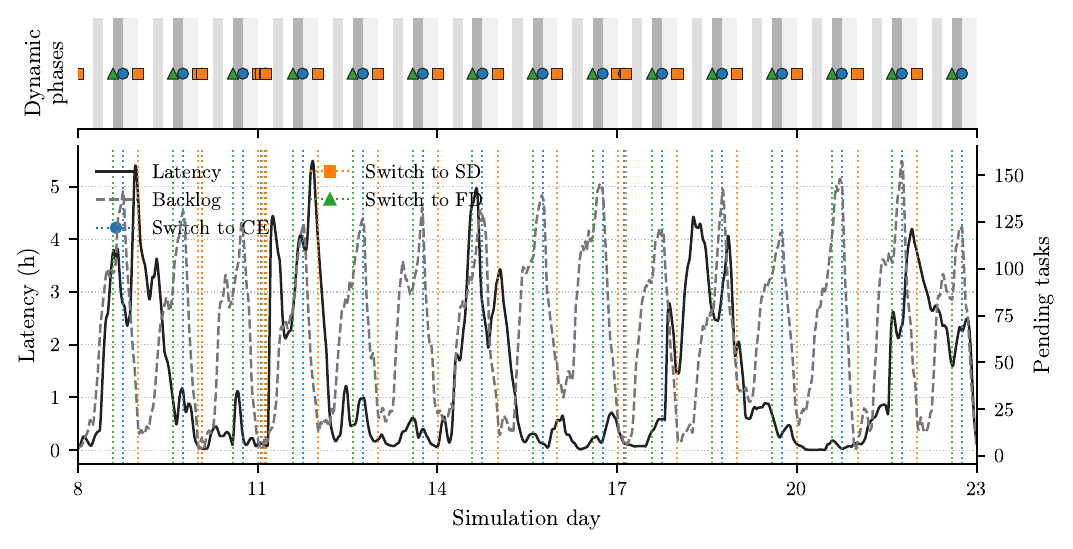 Dynamic
phases
Latency
Backlog
Switch to CE
Switch to SD
Switch to FD
Latency (h)
5
4
3
2
1
0
Pending tasks
150
125
100
75
50
25
0
8 11 14 17 20 23
Simulation day